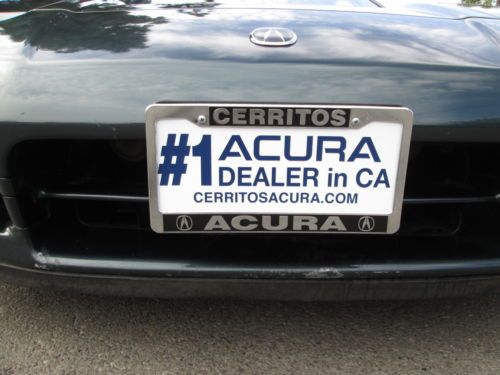 CERRITOS
#1 ACURA
DEALER in CA
CERRITOSACURA.COM
ACURA